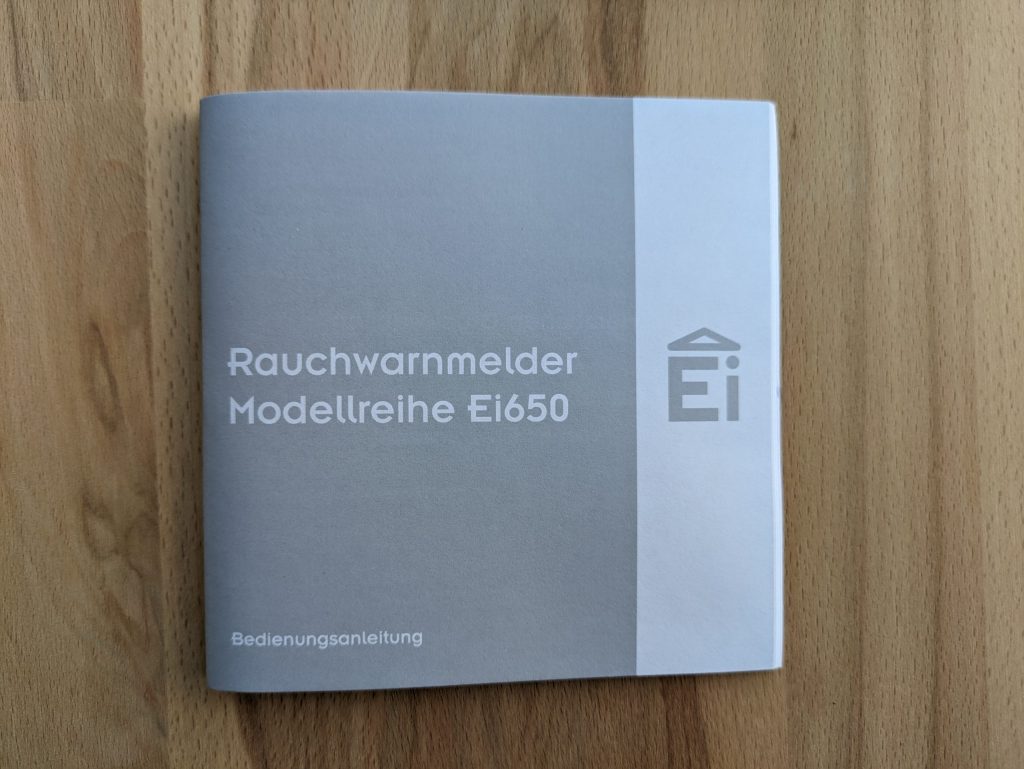 Rauchwarnmelder
Modellreihe Ei650
Ei
Bedienungsanleitung